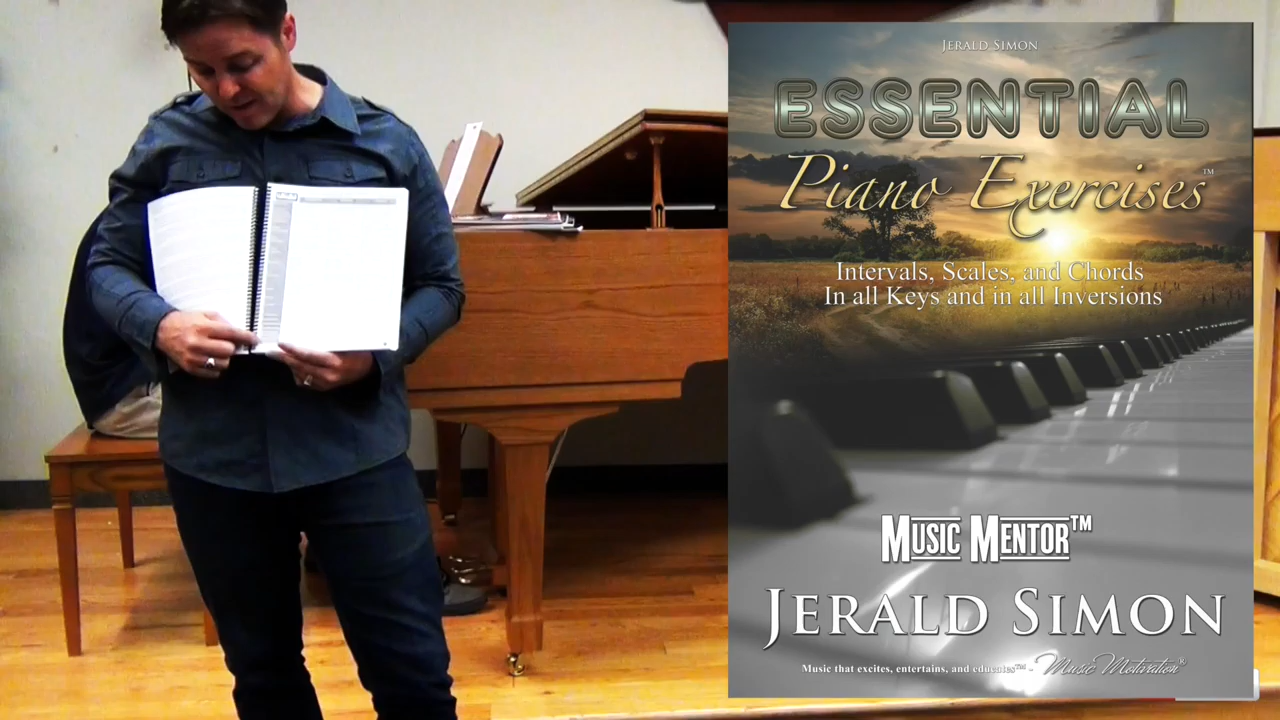 JERALD SIMON
ESSENTIAL
Piano Exercises™
Intervals, Scales, and Chords
In all Keys and in all Inversions
MUSIC MENTOR™
JERALD SIMON
Music that excites, entertains, and educates™ - Music Motivation®